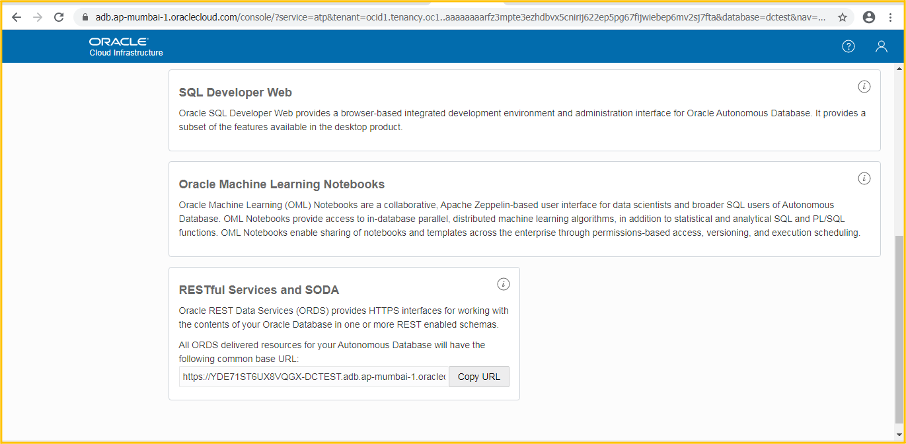 adb.ap-mumbai-1.oraclecloud.com/console/?service=atp&tenant=ocid1.tenancy.oc1..aaaaaaaarfz3mpte3ezhdbvx5cnirij622ep5pg67fijwiebep6mv2sj7fta&database=dctest&nav=...
ORACLE
Cloud Infrastructure
SQL Developer Web
Oracle SQL Developer Web provides a browser-based integrated development environment and administration interface for Oracle Autonomous Database. It provides a
subset of the features available in the desktop product.
Oracle Machine Learning Notebooks
Oracle Machine Learning (OML) Notebooks are a collaborative, Apache Zeppelin-based user interface for data scientists and broader SQL users of Autonomous
Database. OML Notebooks provide access to in-database parallel, distributed machine learning algorithms, in addition to statistical and analytical SQL and PL/SQL
functions. OML Notebooks enable sharing of notebooks and templates across the enterprise through permissions-based access, versioning, and execution scheduling.
RESTful Services and SODA
Oracle REST Data Services (ORDS) provides HTTPS interfaces for working with
the contents of your Oracle Database in one or more REST enabled schemas.
All ORDS delivered resources for your Autonomous Database will have the
following common base URL:
https://YDE71ST6UX8VQGX-DCTEST.adb.ap-mumbai-1.oraclec Copy URL